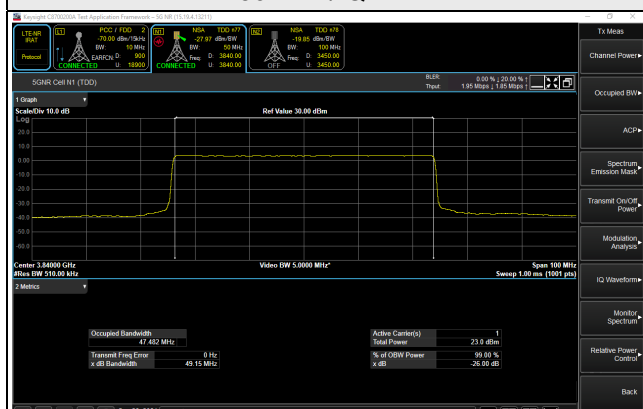 Keysight C8700200A Test Application Framework - 5G NR (15.19.4.13211)
LTE-NR IRAT
Protocol
L1 PCC / FDD 2
-70.00 dBm/15kHz
BW: 10 MHz
EARFCN D: 900
CONNECTED U: 18900
N1 NSA TDD n77
-27.97 dBm/BW
BW: 50 MHz
Freq: D: 3840.00
CONNECTED U: 3840.00
N2 NSA TDD n78
-19.85 dBm/BW
BW: 100 MHz
Freq: D: 3450.00
OFF U: 3450.00
5GNR Cell N1 (TDD)
BLER: 0.00 % ↓ 20.00 % ↑
Thput: 1.95 Mbps ↓ 1.85 Mbps ↑
1 Graph
Scale/Div 10.0 dB
Ref Value 30.00 dBm
Log
20.0
10.0
0.00
-10.0
-20.0
-30.0
-40.0
-50.0
-60.0
Center 3.84000 GHz
Video BW 5.0000 MHz*
Span 100 MHz
#Res BW 510.00 kHz
Sweep 1.00 ms (1001 pts)
2 Metrics
Occupied Bandwidth
47.482 MHz
Transmit Freq Error 0 Hz
x dB Bandwidth 49.15 MHz
Active Carrier(s) 1
Total Power 23.0 dBm
% of OBW Power 99.00 %
x dB -26.00 dB
Tx Meas
Channel Power
Occupied BW
ACP
Spectrum Emission Mask
Transmit On/Off Power
Modulation Analysis
IQ Waveform
Monitor Spectrum
Relative Power Control
Back